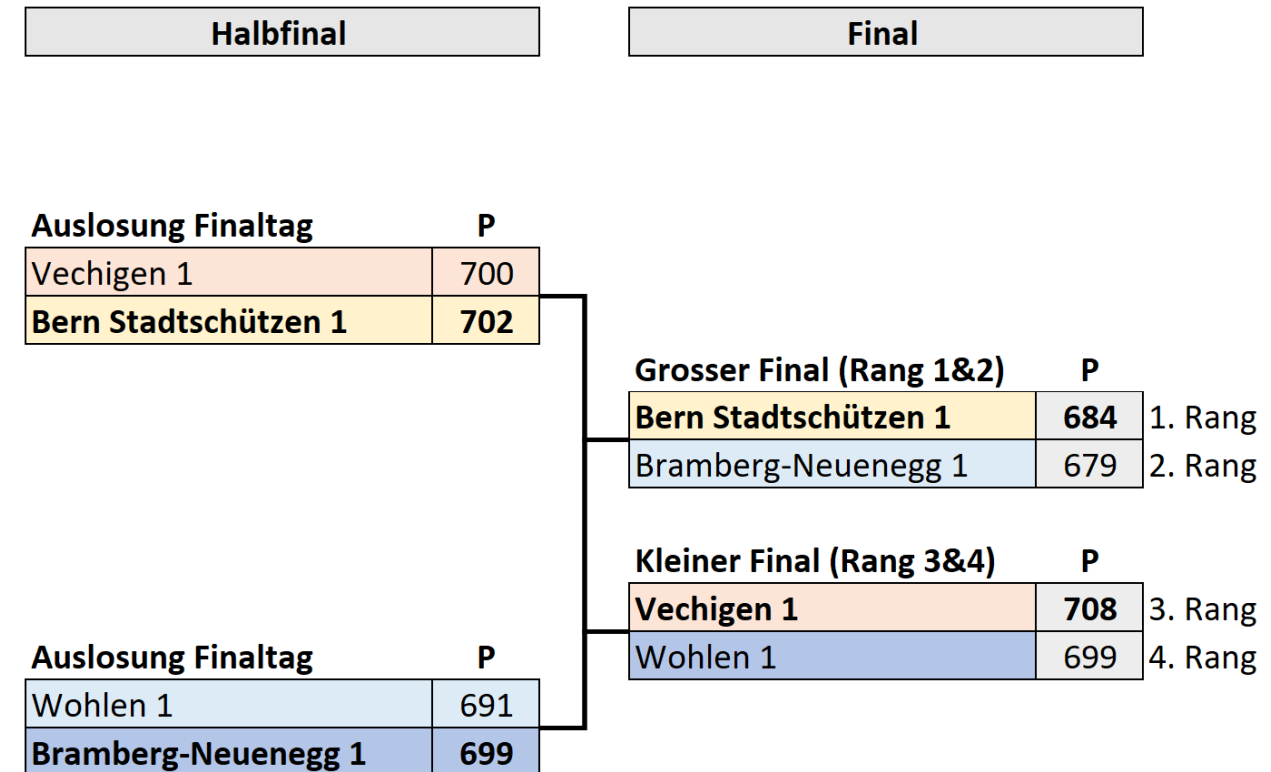 Halbfinal
Final
Auslosung Finaltag P
Vechigen 1 700
Bern Stadtschützen 1 702
Grosser Final (Rang 1&2) P
Bern Stadtschützen 1 684 1. Rang
Bramberg-Neuenegg 1 679 2. Rang
Kleiner Final (Rang 3&4) P
Vechigen 1 708 3. Rang
Wohlen 1 699 4. Rang
Auslosung Finaltag P
Wohlen 1 691
Bramberg-Neuenegg 1 699